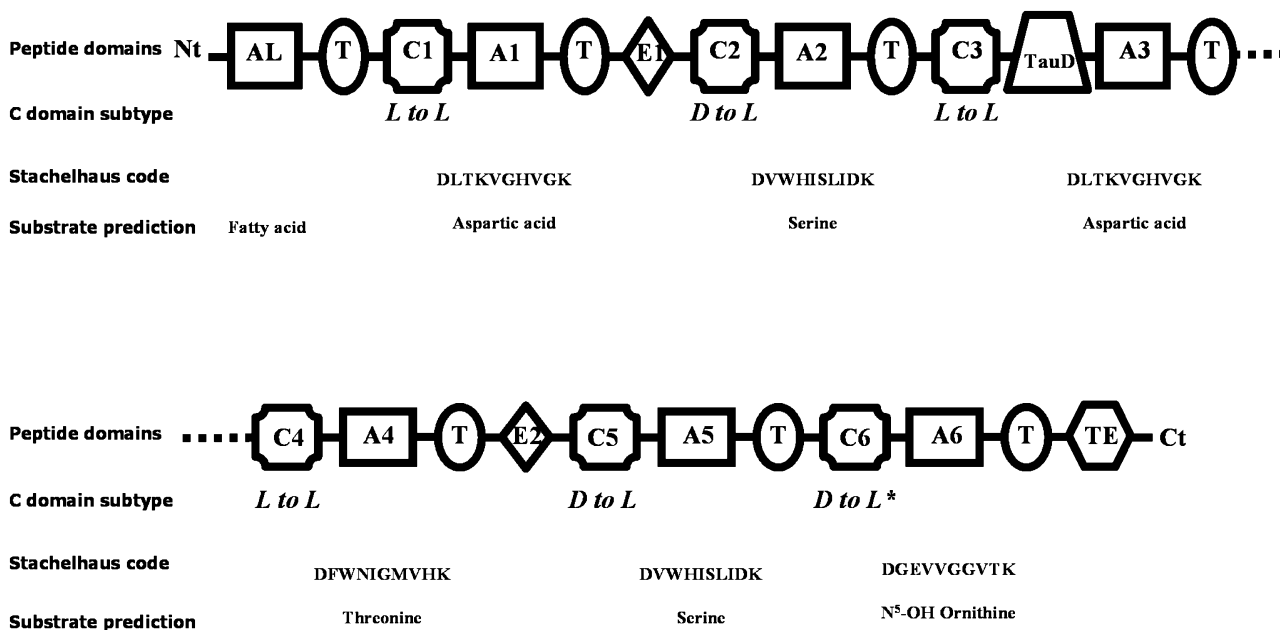 Peptide domains Nt AL T C1 A1 T E1 C2 A2 T C3 TauD A3 T
C domain subtype L to L D to L L to L
Stachelhaus code DLTKVGHVGK DVWHISLIDK DLTKVGHVGK
Substrate prediction Fatty acid Aspartic acid Serine Aspartic acid
Peptide domains C4 A4 T E2 C5 A5 T C6 A6 T TE Ct
C domain subtype L to L D to L D to L*
Stachelhaus code DFWNIGMVHK DVWHISLIDK DGEVVGGVTK
Substrate prediction Threonine Serine N⁵-OH Ornithine